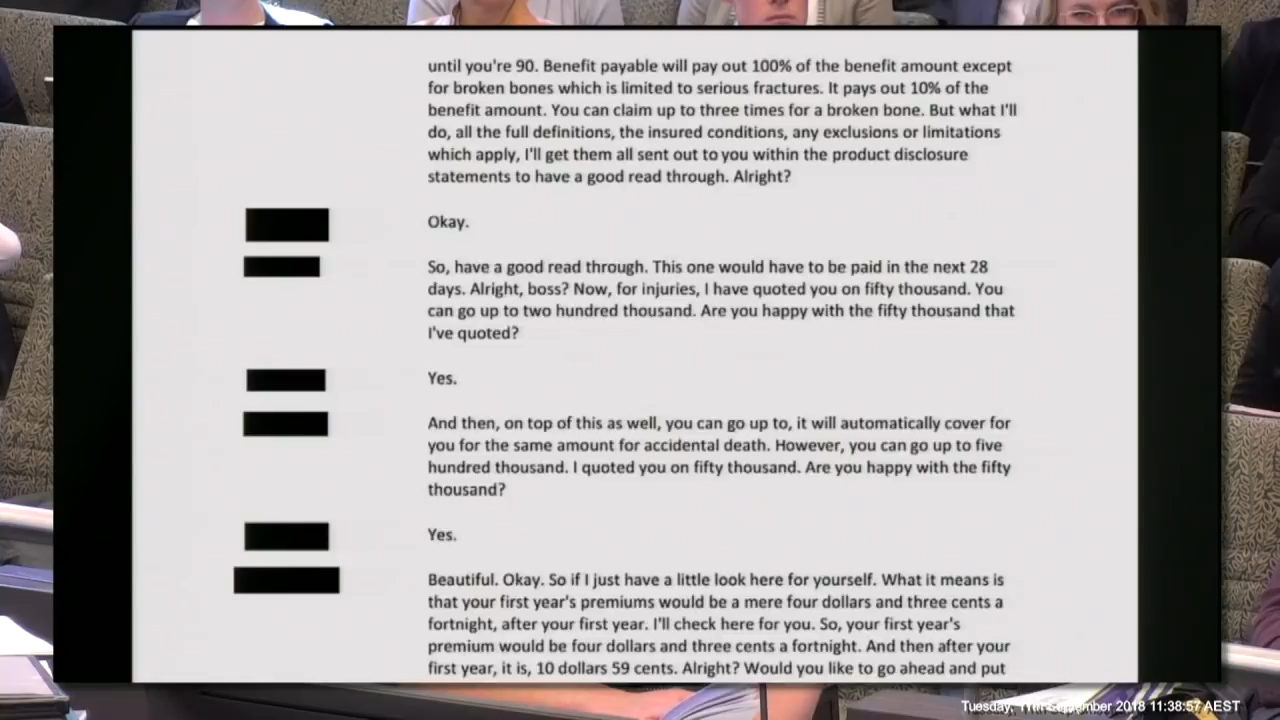 until you're 90. Benefit payable will pay out 100% of the benefit amount except
for broken bones which is limited to serious fractures. It pays out 10% of the
benefit amount. You can claim up to three times for a broken bone. But what I'll
do, all the full definitions, the insured conditions, any exclusions or limitations
which apply, I'll get them all sent out to you within the product disclosure
statements to have a good read through. Alright?
Okay.
So, have a good read through. This one would have to be paid in the next 28
days. Alright, boss? Now, for injuries, I have quoted you on fifty thousand. You
can go up to two hundred thousand. Are you happy with the fifty thousand that
I've quoted?
Yes.
And then, on top of this as well, you can go up to, it will automatically cover for
you for the same amount for accidental death. However, you can go up to five
hundred thousand. I quoted you on fifty thousand. Are you happy with the fifty
thousand?
Yes.
Beautiful. Okay. So if I just have a little look here for yourself. What it means is
that your first year's premiums would be a mere four dollars and three cents a
fortnight, after your first year. I'll check here for you. So, your first year's
premium would be four dollars and three cents a fortnight. And then after your
first year, it is, 10 dollars 59 cents. Alright? Would you like to go ahead and put
Tuesday, 11th September 2018 11:38:57 AEST